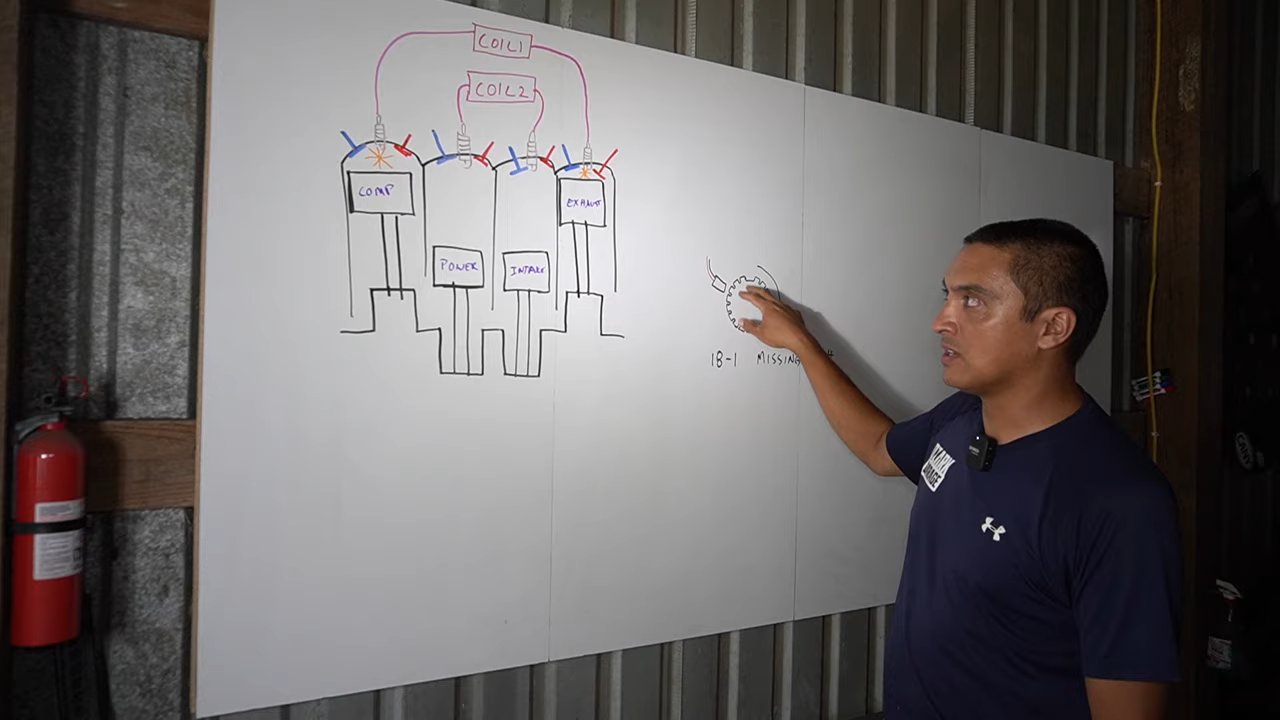 COIL1
COIL2
COMP
POWER
INTAKE
EXHAUST
18-1 MISSING